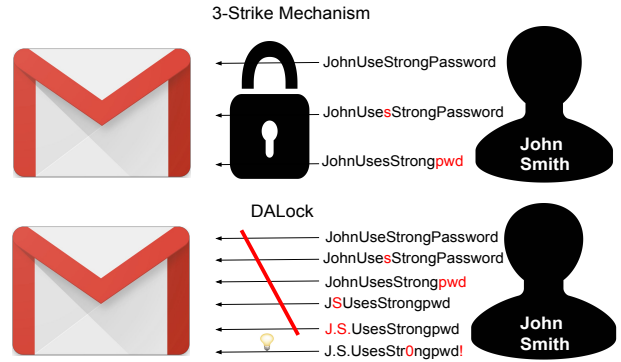 3-Strike Mechanism
JohnUseStrongPassword
JohnUsesStrongPassword
JohnUsesStrongpwd
John
Smith
DALock
JohnUseStrongPassword
JohnUsesStrongPassword
JohnUsesStrongpwd
JSUsesStrongpwd
J.S.UsesStrongpwd
J.S.UsesStr0ngpwd!
John
Smith